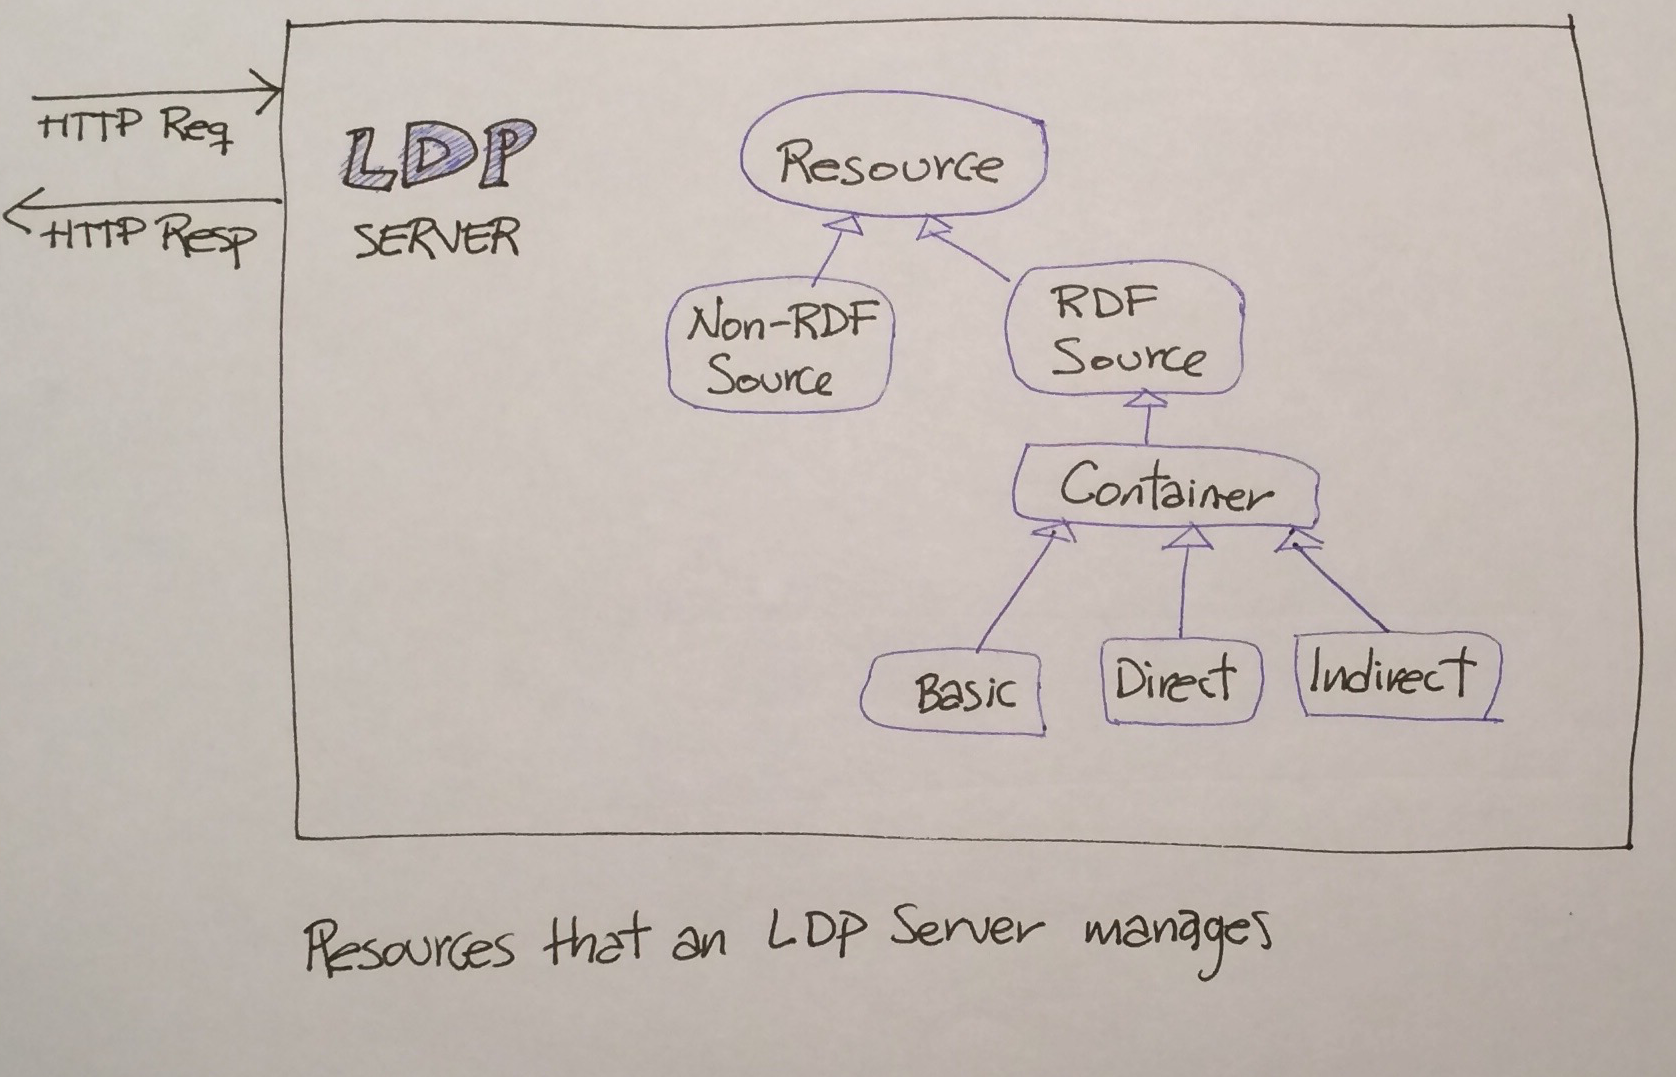 HTTP Req
HTTP Resp
LDP
SERVER
Resource
Non-RDF
Source
RDF
Source
Container
Basic
Direct
Indirect
Resources that an LDP Server manages